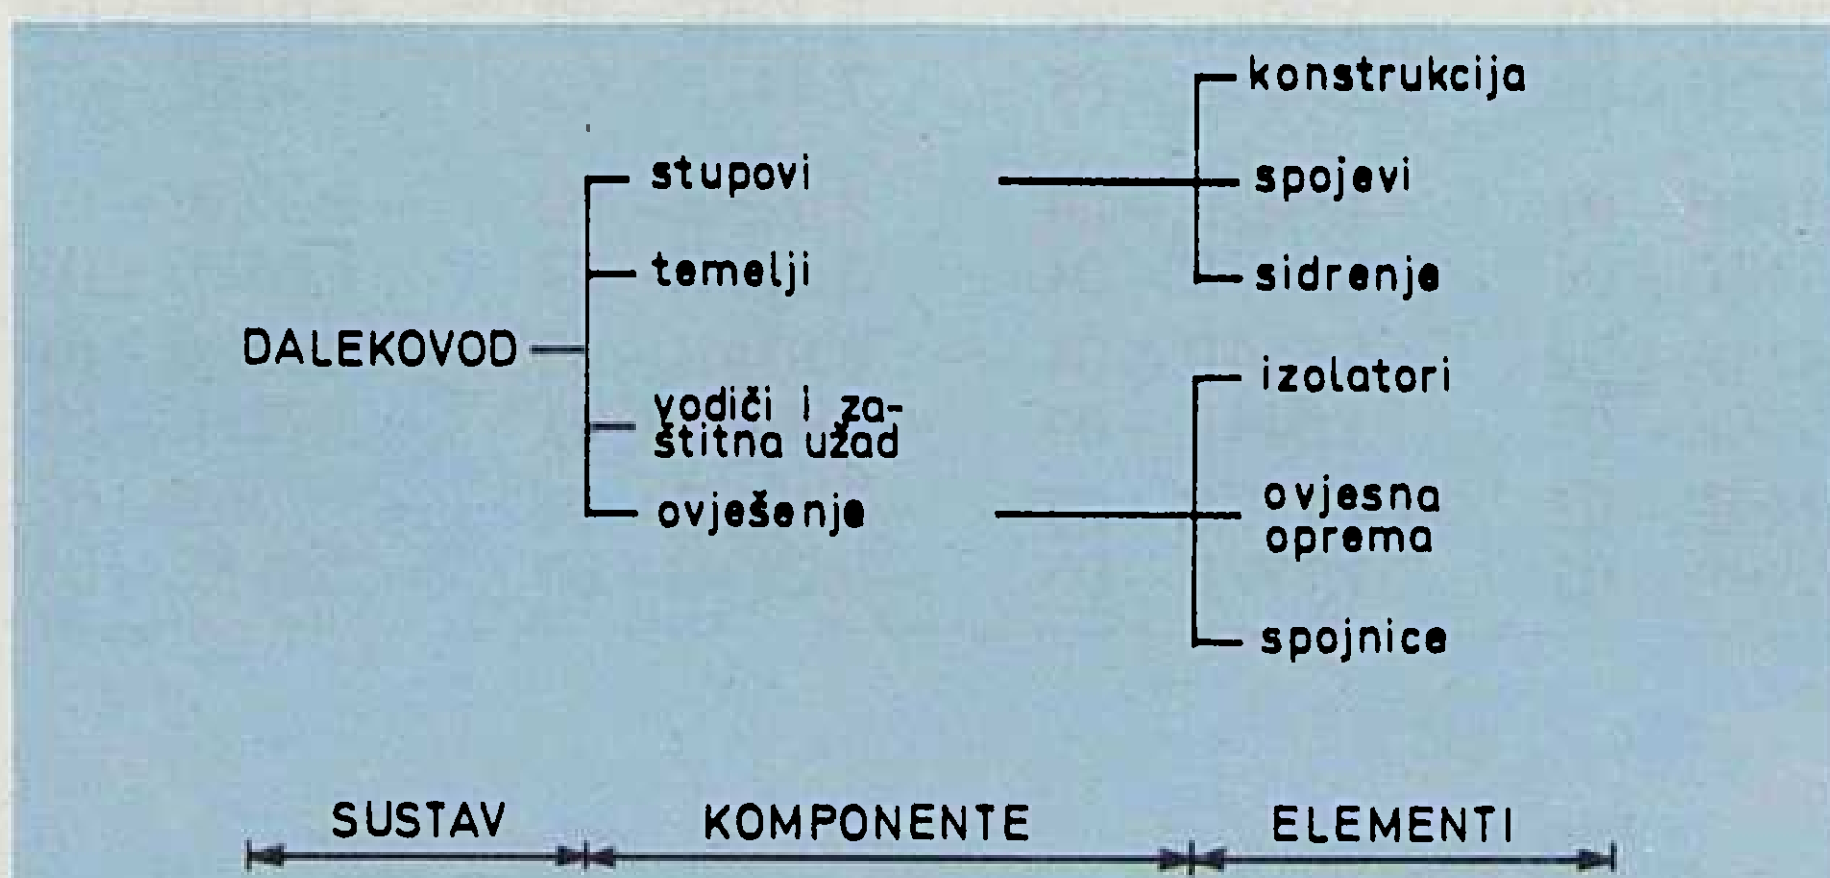 konstrukcija
stupovi
spojevi
temelji
sidrenje
DALEKOVOD
izolatori
vodiči i za-
štitna užad
ovješenje
ovjesna
oprema
spojnice
SUSTAV KOMPONENTE ELEMENTI